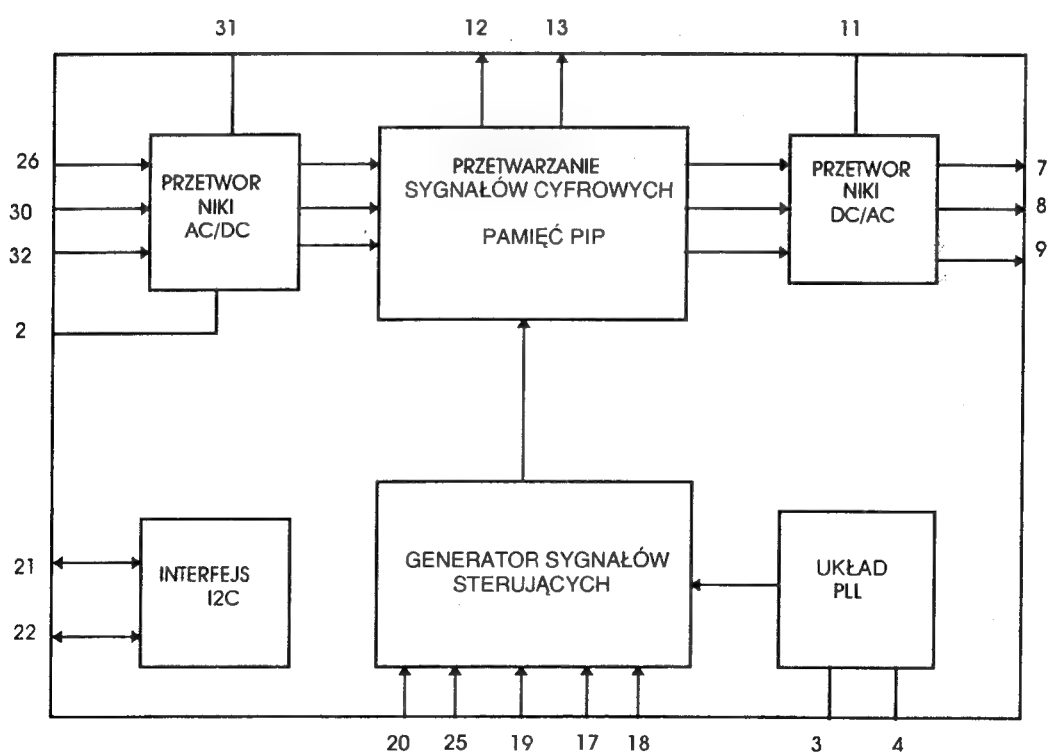 31 12 13 11
26
30
32
2
PRZETWOR
NIKI
AC/DC
PRZETWARZANIE
SYGNAŁÓW CYFROWYCH
PAMIĘĆ PIP
PRZETWOR
NIKI
DC/AC
7
8
9
21
22
INTERFEJS
I2C
GENERATOR SYGNAŁÓW
STERUJĄCYCH
UKŁAD
PLL
20 25 19 17 18 3 4